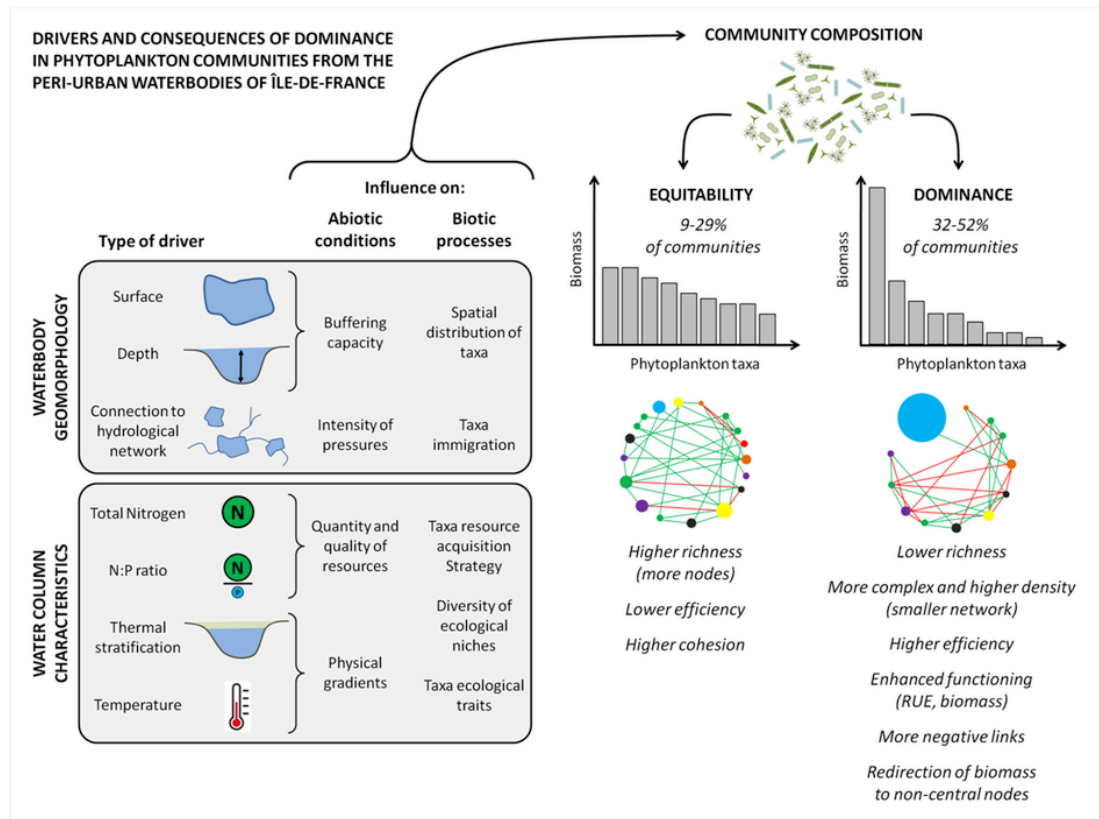 DRIVERS AND CONSEQUENCES OF DOMINANCE
IN PHYTOPLANKTON COMMUNITIES FROM THE
PERI-URBAN WATERBODIES OF ÎLE-DE-FRANCE
Influence on:
Type of driver
Abiotic
conditions
Biotic
processes
WATERBODY
GEOMORPHOLOGY
Surface
Depth
Connection to
hydrological
network
Buffering
capacity
Spatial
distribution of
taxa
Intensity of
pressures
Taxa
immigration
WATER COLUMN
CHARACTERISTICS
Total Nitrogen
N
N:P ratio
N
P
Thermal
stratification
Temperature
Quantity and
quality of
resources
Taxa resource
acquisition
Strategy
Diversity of
ecological
niches
Physical
gradients
Taxa ecological
traits
COMMUNITY COMPOSITION
EQUITABILITY
9-29%
of communities
Biomass
Phytoplankton taxa
Higher richness
(more nodes)
Lower efficiency
Higher cohesion
DOMINANCE
32-52%
of communities
Biomass
Phytoplankton taxa
Lower richness
More complex and higher density
(smaller network)
Higher efficiency
Enhanced functioning
(RUE, biomass)
More negative links
Redirection of biomass
to non-central nodes